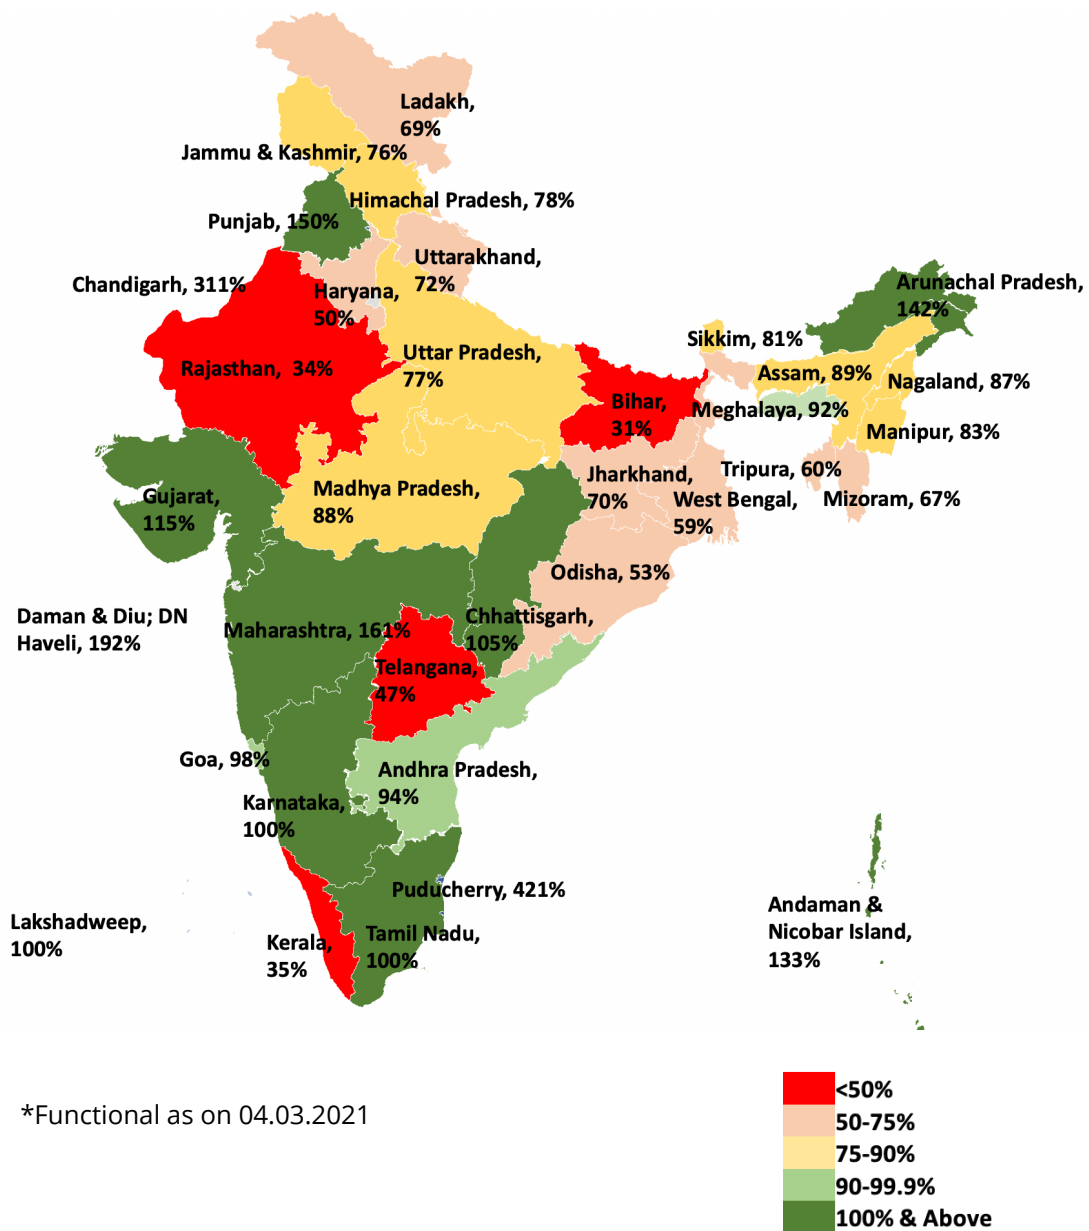 Ladakh,
69%
Jammu & Kashmir, 76%
Himachal Pradesh, 78%
Punjab, 150%
Uttarakhand,
72%
Chandigarh, 311%
Haryana,
50%
Arunachal Pradesh,
142%
Sikkim, 81%
Uttar Pradesh,
77%
Rajasthan, 34%
Assam, 89%
Nagaland, 87%
Bihar,
31%
Meghalaya, 92%
Manipur, 83%
Tripura, 60%
Jharkhand,
70%
Madhya Pradesh,
88%
Gujarat,
115%
West Bengal,
59%
Mizoram, 67%
Odisha, 53%
Daman & Diu; DN
Haveli, 192%
Chhattisgarh,
105%
Maharashtra, 161%
Telangana,
47%
Goa, 98%
Andhra Pradesh,
94%
Karnataka,
100%
Puducherry, 421%
Lakshadweep,
100%
Kerala,
35%
Tamil Nadu,
100%
Andaman &
Nicobar Island,
133%
*Functional as on 04.03.2021
<50%
50-75%
75-90%
90-99.9%
100% & Above